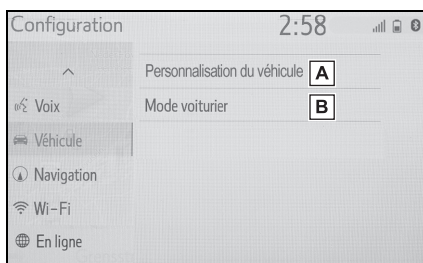 Configuration
2:58
Personnalisation du véhicule A
Voix
Mode voiturier B
Véhicule
Navigation
Wi-Fi
En ligne